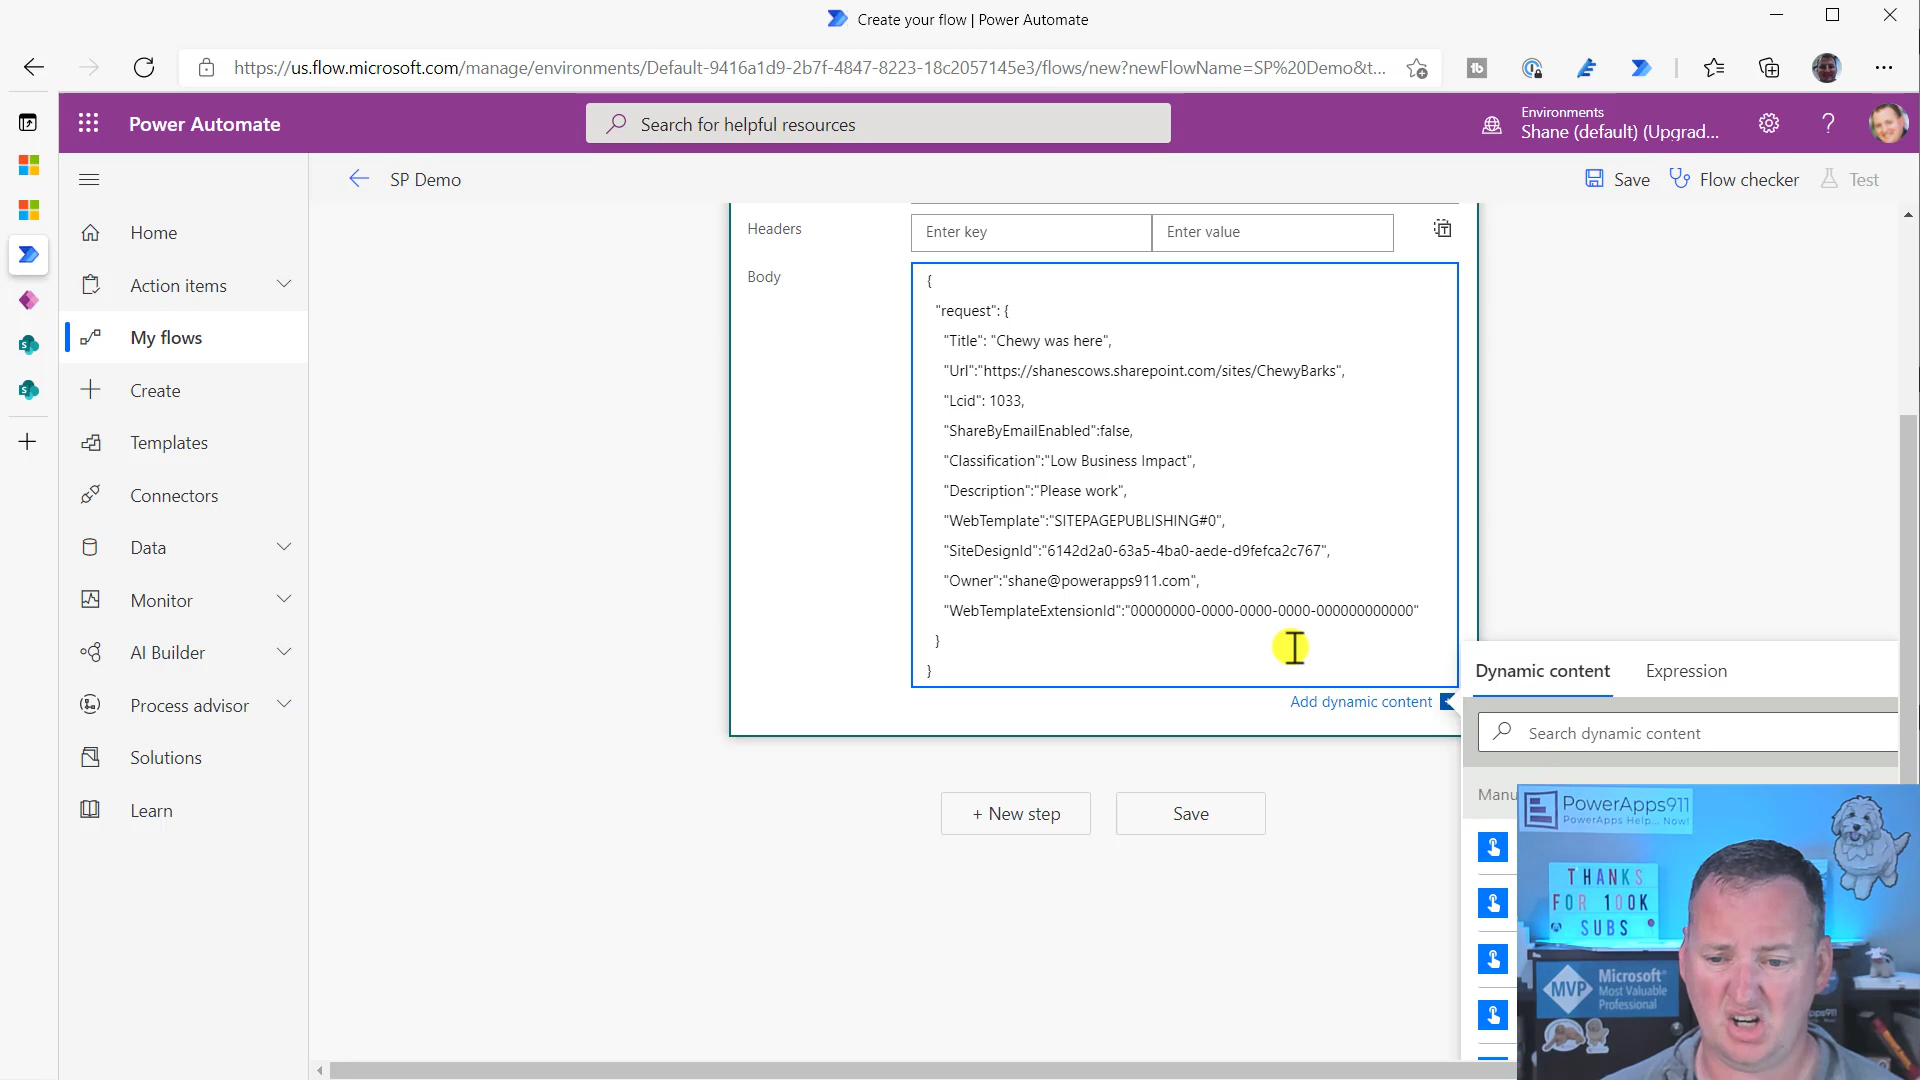 Create your flow | Power Automate
https://us.flow.microsoft.com/manage/environments/Default-9416a1d9-2b7f-4847-8223-18c2057145e3/flows/new?newFlowName=SP%20Demo&t...
Power Automate
Search for helpful resources
Environments
Shane (default) (Upgrad...
SP Demo
Save
Flow checker
Test
Home
Action items
My flows
Create
Templates
Connectors
Data
Monitor
AI Builder
Process advisor
Solutions
Learn
Headers
Enter key
Enter value
Body
{
"request": {
"Title": "Chewy was here",
"Url":"https://shanescows.sharepoint.com/sites/ChewyBarks",
"Lcid": 1033,
"ShareByEmailEnabled":false,
"Classification":"Low Business Impact",
"Description":"Please work",
"WebTemplate":"SITEPAGEPUBLISHING#0",
"SiteDesignId":"6142d2a0-63a5-4ba0-aede-d9fefca2c767",
"Owner":"shane@powerapps911.com",
"WebTemplateExtensionId":"00000000-0000-0000-0000-000000000000"
}
}
Add dynamic content
+ New step
Save
Dynamic content
Expression
Search dynamic content
Manu
PowerApps911
PowerApps Help... Now!
THANKS
FOR 100K
SUBS
MVP
Microsoft
Most Valuable
Professional